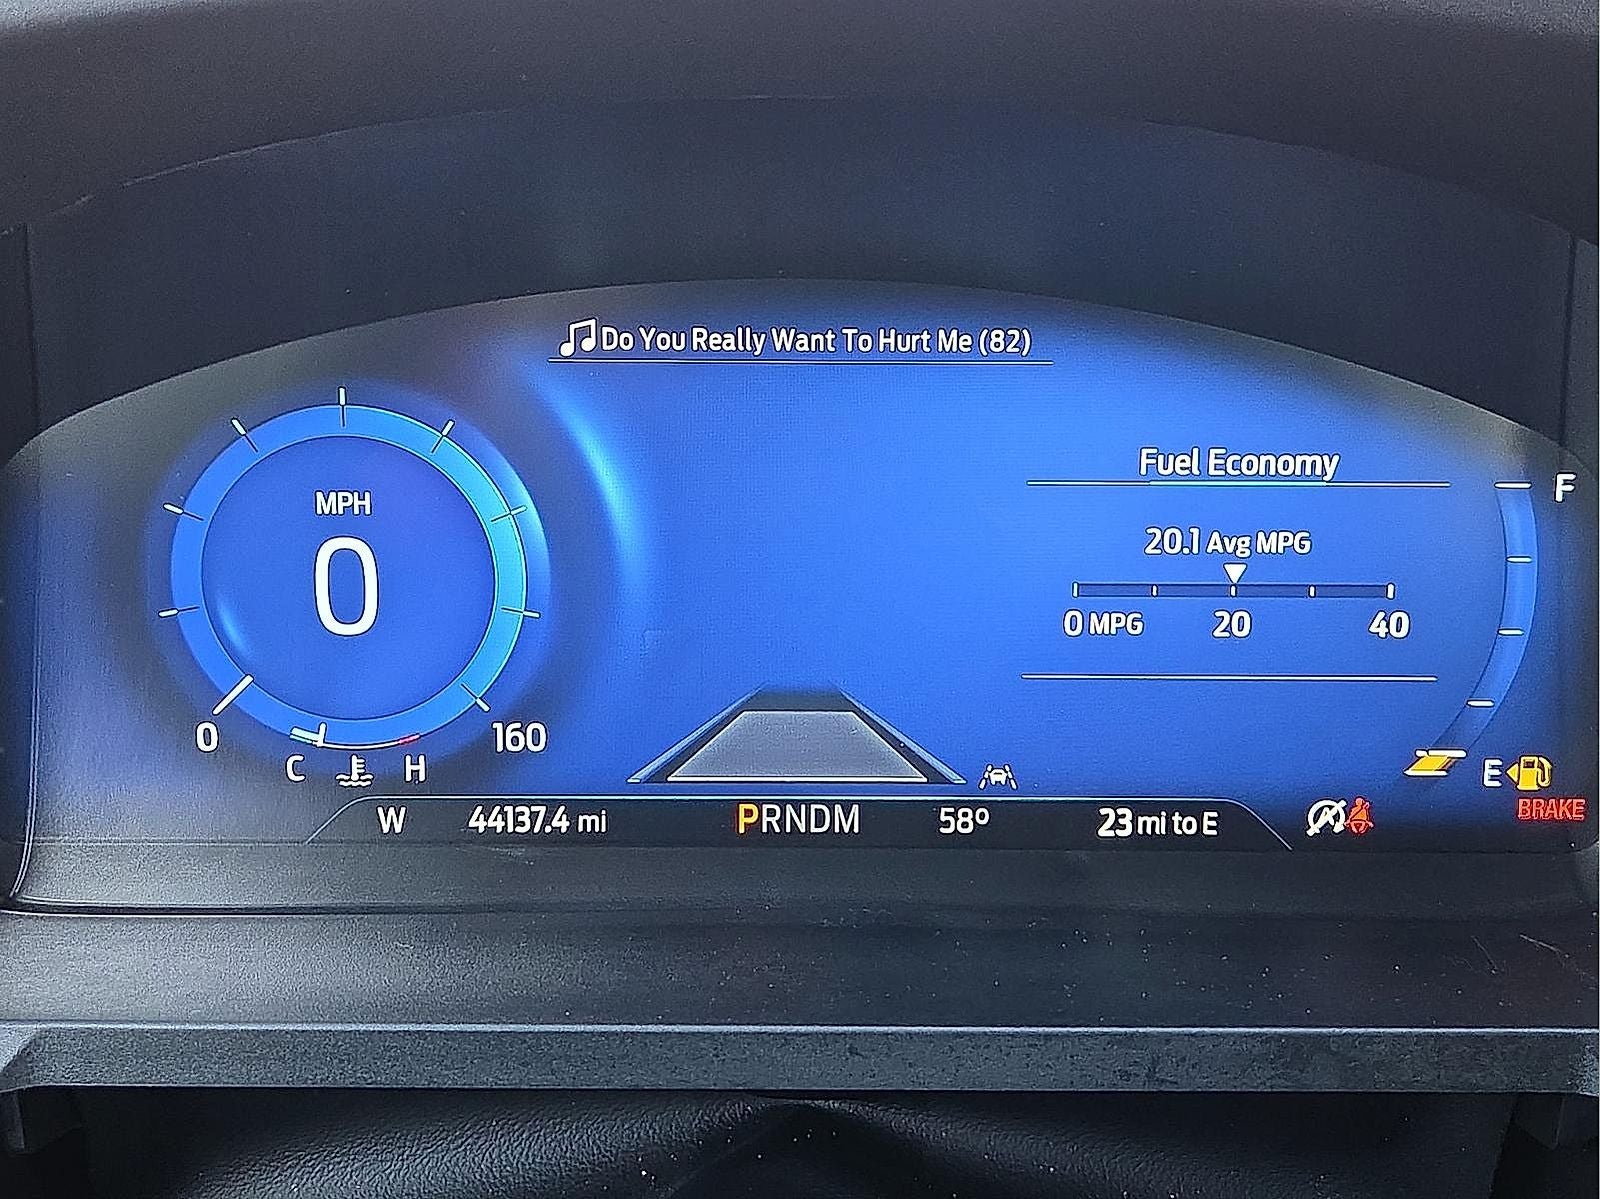 Do You Really Want To Hurt Me (82)
MPH
0
0 160
C H
Fuel Economy
20.1 Avg MPG
0 MPG 20 40
F
E
W 44137.4 mi PRNDM 58º 23 mi to E
BRAKE